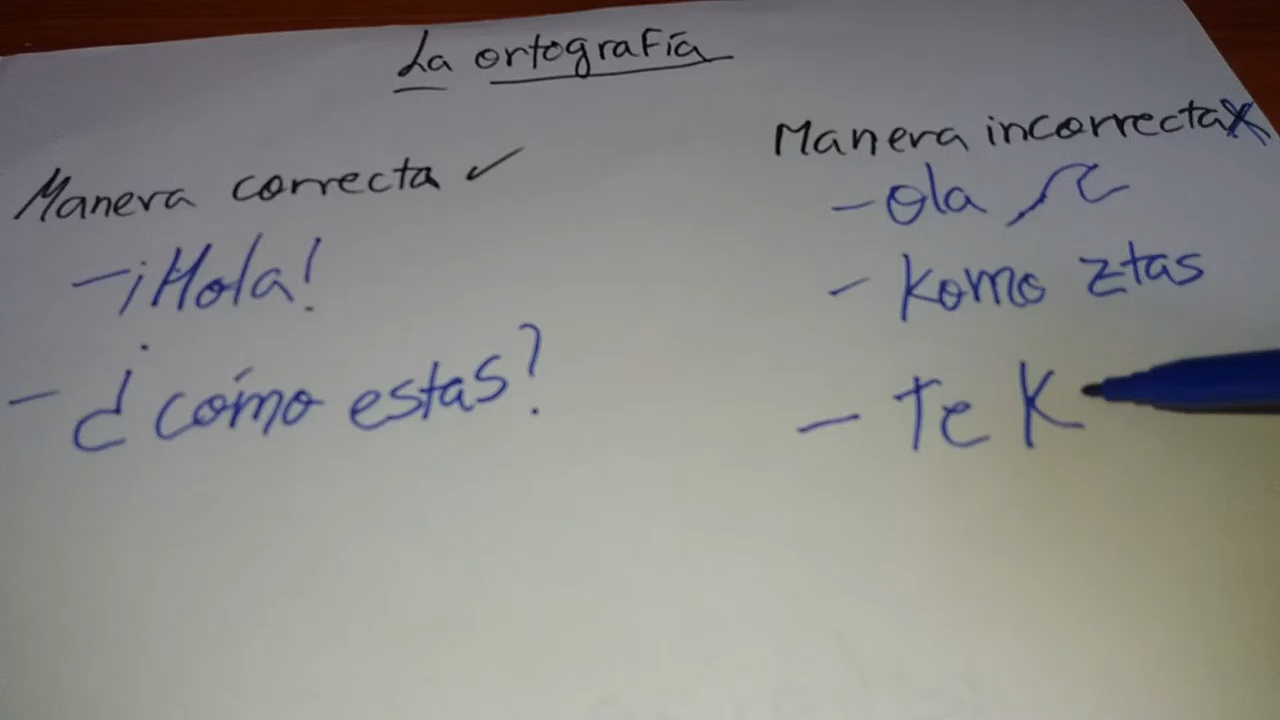 La ortografía
Manera correcta ✓
- ¡Hola!
- ¿cómo estas?
Manera incorrecta X
- Ola
- Komo ztas
- Te K